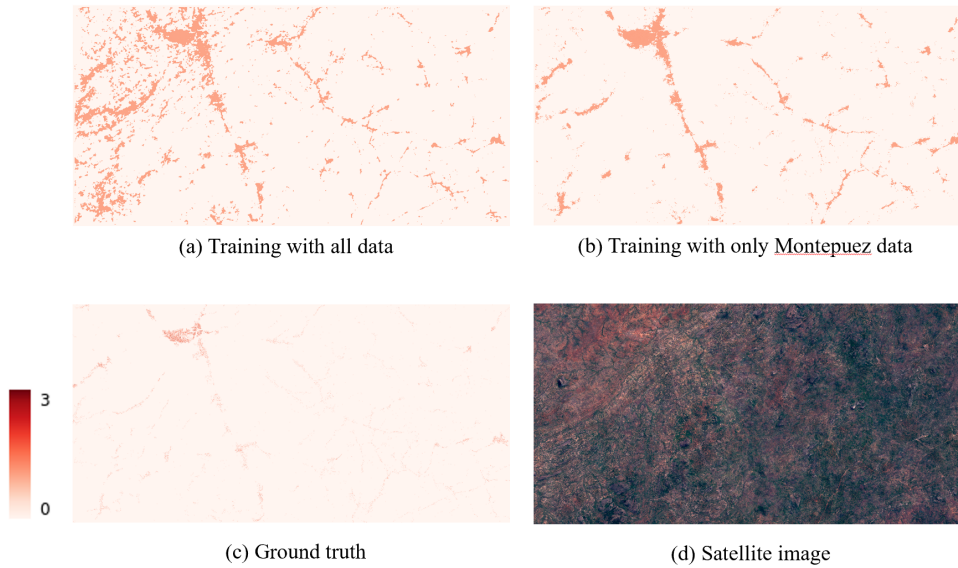 (a) Training with all data
(b) Training with only Montepuez data
3
0
(c) Ground truth
(d) Satellite image